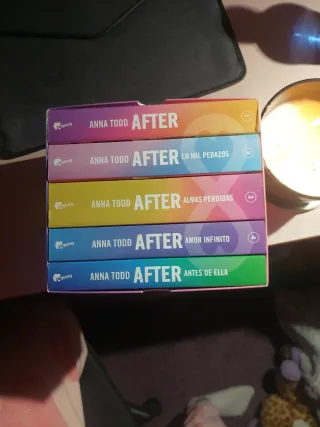 ANNA TODD AFTER
ANNA TODD AFTER EN MIL PEDAZOS
ANNA TODD AFTER ALMAS PERDIDAS
ANNA TODD AFTER AMOR INFINITO
ANNA TODD AFTER ANTES DE ELLA